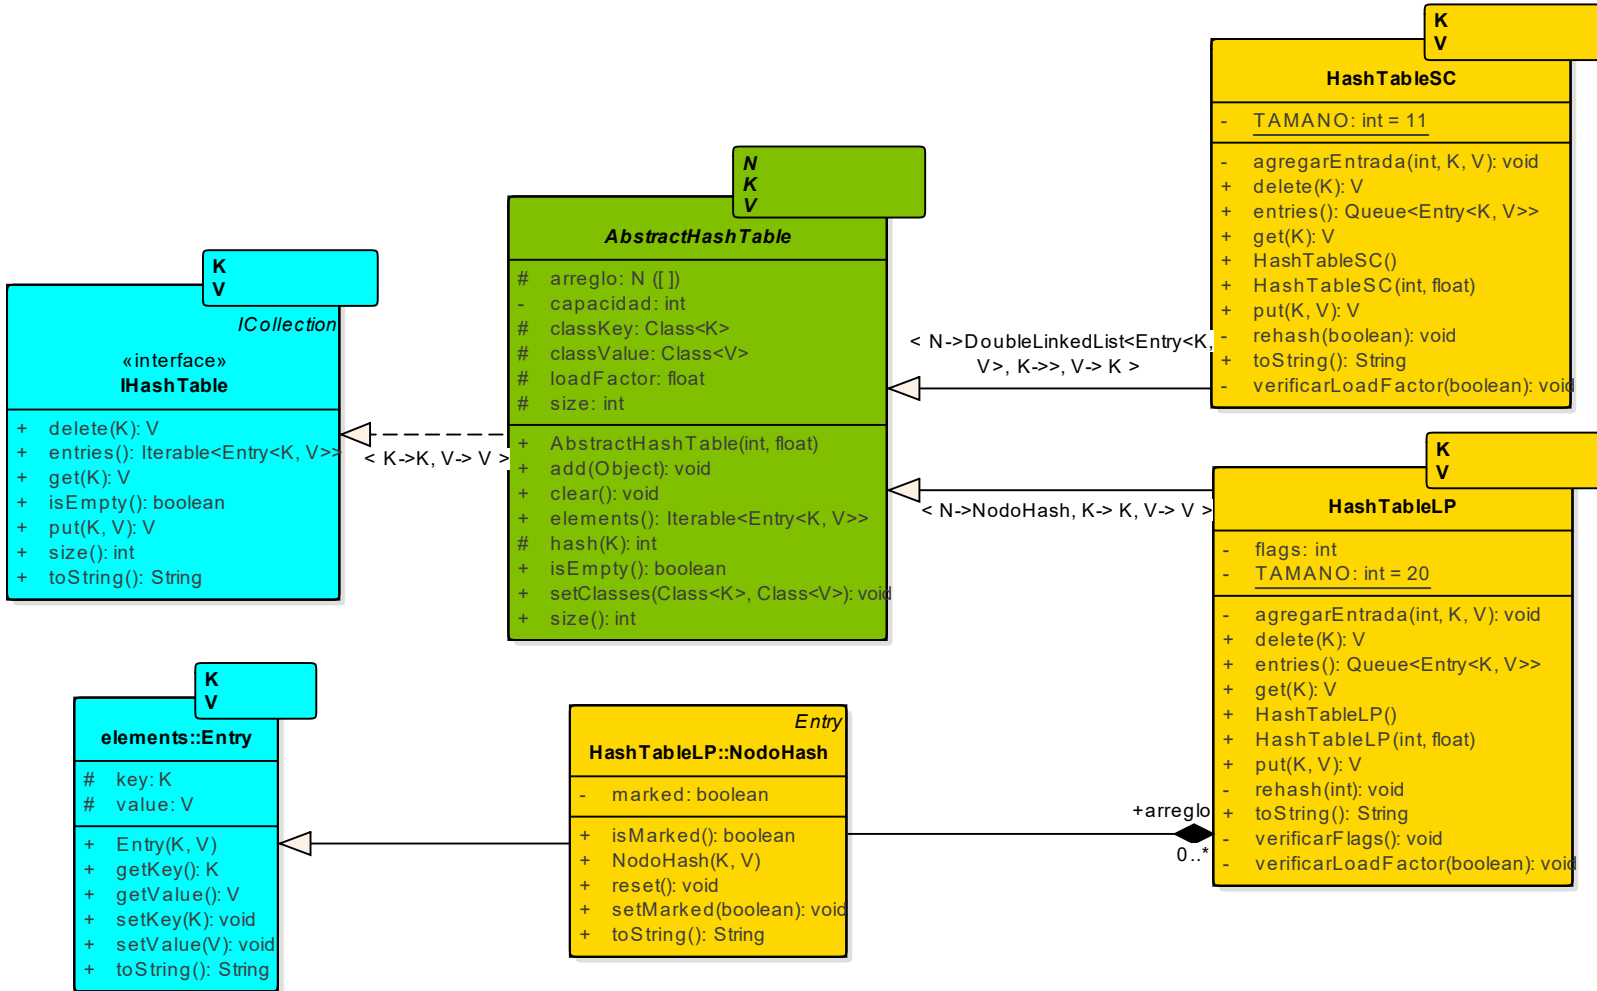 K
V
HashTableSC
- TAMANO: int = 11
- agregarEntrada(int, K, V): void
+ delete(K): V
+ entries(): Queue<Entry<K, V>>
+ get(K): V
+ HashTableSC()
+ HashTableSC(int, float)
+ put(K, V): V
- rehash(boolean): void
+ toString(): String
- verificarLoadFactor(boolean): void
N
K
V
AbstractHashTable
# arreglo: N ([ ])
- capacidad: int
# classKey: Class<K>
# classValue: Class<V>
# loadFactor: float
# size: int
+ AbstractHashTable(int, float)
+ add(Object): void
+ clear(): void
+ elements(): Iterable<Entry<K, V>>
# hash(K): int
+ isEmpty(): boolean
+ setClasses(Class<K>, Class<V>): void
+ size(): int
< N->DoubleLinkedList<Entry<K,
V>, K->>, V-> K >
K
V
ICollection
«interface»
IHashTable
+ delete(K): V
+ entries(): Iterable<Entry<K, V>>
+ get(K): V
+ isEmpty(): boolean
+ put(K, V): V
+ size(): int
+ toString(): String
< K->K, V-> V >
< N->NodoHash, K-> K, V-> V >
K
V
HashTableLP
- flags: int
- TAMANO: int = 20
- agregarEntrada(int, K, V): void
+ delete(K): V
+ entries(): Queue<Entry<K, V>>
+ get(K): V
+ HashTableLP()
+ HashTableLP(int, float)
+ put(K, V): V
- rehash(int): void
+ toString(): String
- verificarFlags(): void
- verificarLoadFactor(boolean): void
K
V
elements::Entry
# key: K
# value: V
+ Entry(K, V)
+ getKey(): K
+ getValue(): V
+ setKey(K): void
+ setValue(V): void
+ toString(): String
Entry
HashTableLP::NodoHash
- marked: boolean
+ isMarked(): boolean
+ NodoHash(K, V)
+ reset(): void
+ setMarked(boolean): void
+ toString(): String
+arreglo
0..*